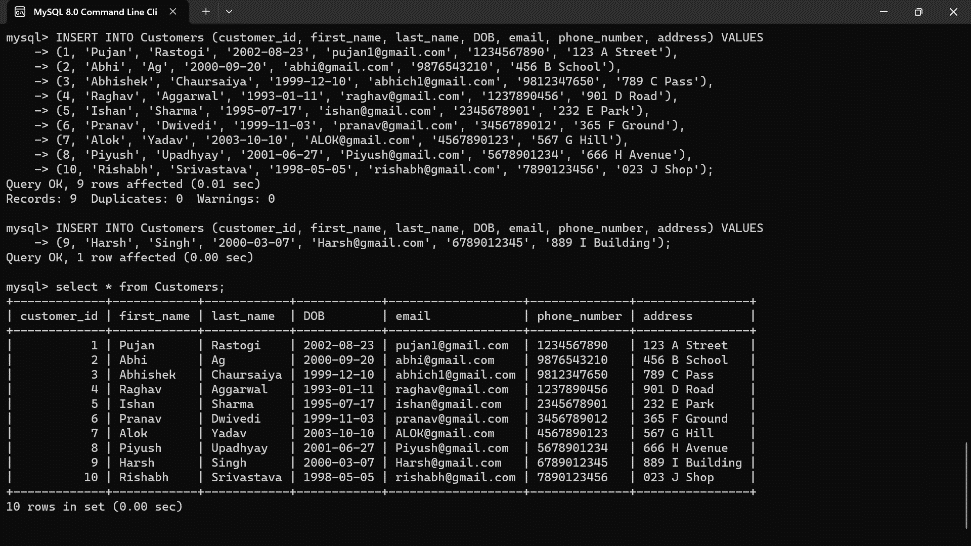 MySQL 8.0 Command Line Cli
mysql> INSERT INTO Customers (customer_id, first_name, last_name, DOB, email, phone_number, address) VALUES
    -> (1, 'Pujan', 'Rastogi', '2002-08-23', 'pujan1@gmail.com', '1234567890', '123 A Street'),
    -> (2, 'Abhi', 'Ag', '2000-09-20', 'abhi@gmail.com', '9876543210', '456 B School'),
    -> (3, 'Abhishek', 'Chaursaiya', '1999-12-10', 'abhich1@gmail.com', '9812347650', '789 C Pass'),
    -> (4, 'Raghav', 'Aggarwal', '1993-01-11', 'raghav@gmail.com', '1237890456', '901 D Road'),
    -> (5, 'Ishan', 'Sharma', '1995-07-17', 'ishan@gmail.com', '2345678901', '232 E Park'),
    -> (6, 'Pranav', 'Dwivedi', '1999-11-03', 'pranav@gmail.com', '3456789012', '365 F Ground'),
    -> (7, 'Alok', 'Yadav', '2003-10-10', 'ALOK@gmail.com', '4567890123', '567 G Hill'),
    -> (8, 'Piyush', 'Upadhyay', '2001-06-27', 'Piyush@gmail.com', '5678901234', '666 H Avenue'),
    -> (10, 'Rishabh', 'Srivastava', '1998-05-05', 'rishabh@gmail.com', '7890123456', '023 J Shop');
Query OK, 9 rows affected (0.01 sec)
Records: 9  Duplicates: 0  Warnings: 0
mysql> INSERT INTO Customers (customer_id, first_name, last_name, DOB, email, phone_number, address) VALUES
    -> (9, 'Harsh', 'Singh', '2000-03-07', 'Harsh@gmail.com', '6789012345', '889 I Building');
Query OK, 1 row affected (0.00 sec)
mysql> select * from Customers;
+-------------+------------+------------+------------+-------------------+--------------+----------------+
| customer_id | first_name | last_name  | DOB        | email             | phone_number | address        |
+-------------+------------+------------+------------+-------------------+--------------+----------------+
|           1 | Pujan      | Rastogi    | 2002-08-23 | pujan1@gmail.com  | 1234567890   | 123 A Street   |
|           2 | Abhi       | Ag         | 2000-09-20 | abhi@gmail.com    | 9876543210   | 456 B School   |
|           3 | Abhishek   | Chaursaiya | 1999-12-10 | abhich1@gmail.com | 9812347650   | 789 C Pass     |
|           4 | Raghav     | Aggarwal   | 1993-01-11 | raghav@gmail.com  | 1237890456   | 901 D Road     |
|           5 | Ishan      | Sharma     | 1995-07-17 | ishan@gmail.com   | 2345678901   | 232 E Park     |
|           6 | Pranav     | Dwivedi    | 1999-11-03 | pranav@gmail.com  | 3456789012   | 365 F Ground   |
|           7 | Alok       | Yadav      | 2003-10-10 | ALOK@gmail.com    | 4567890123   | 567 G Hill     |
|           8 | Piyush     | Upadhyay   | 2001-06-27 | Piyush@gmail.com  | 5678901234   | 666 H Avenue   |
|           9 | Harsh      | Singh      | 2000-03-07 | Harsh@gmail.com   | 6789012345   | 889 I Building |
|          10 | Rishabh    | Srivastava | 1998-05-05 | rishabh@gmail.com | 7890123456   | 023 J Shop     |
+-------------+------------+------------+------------+-------------------+--------------+----------------+
10 rows in set (0.00 sec)